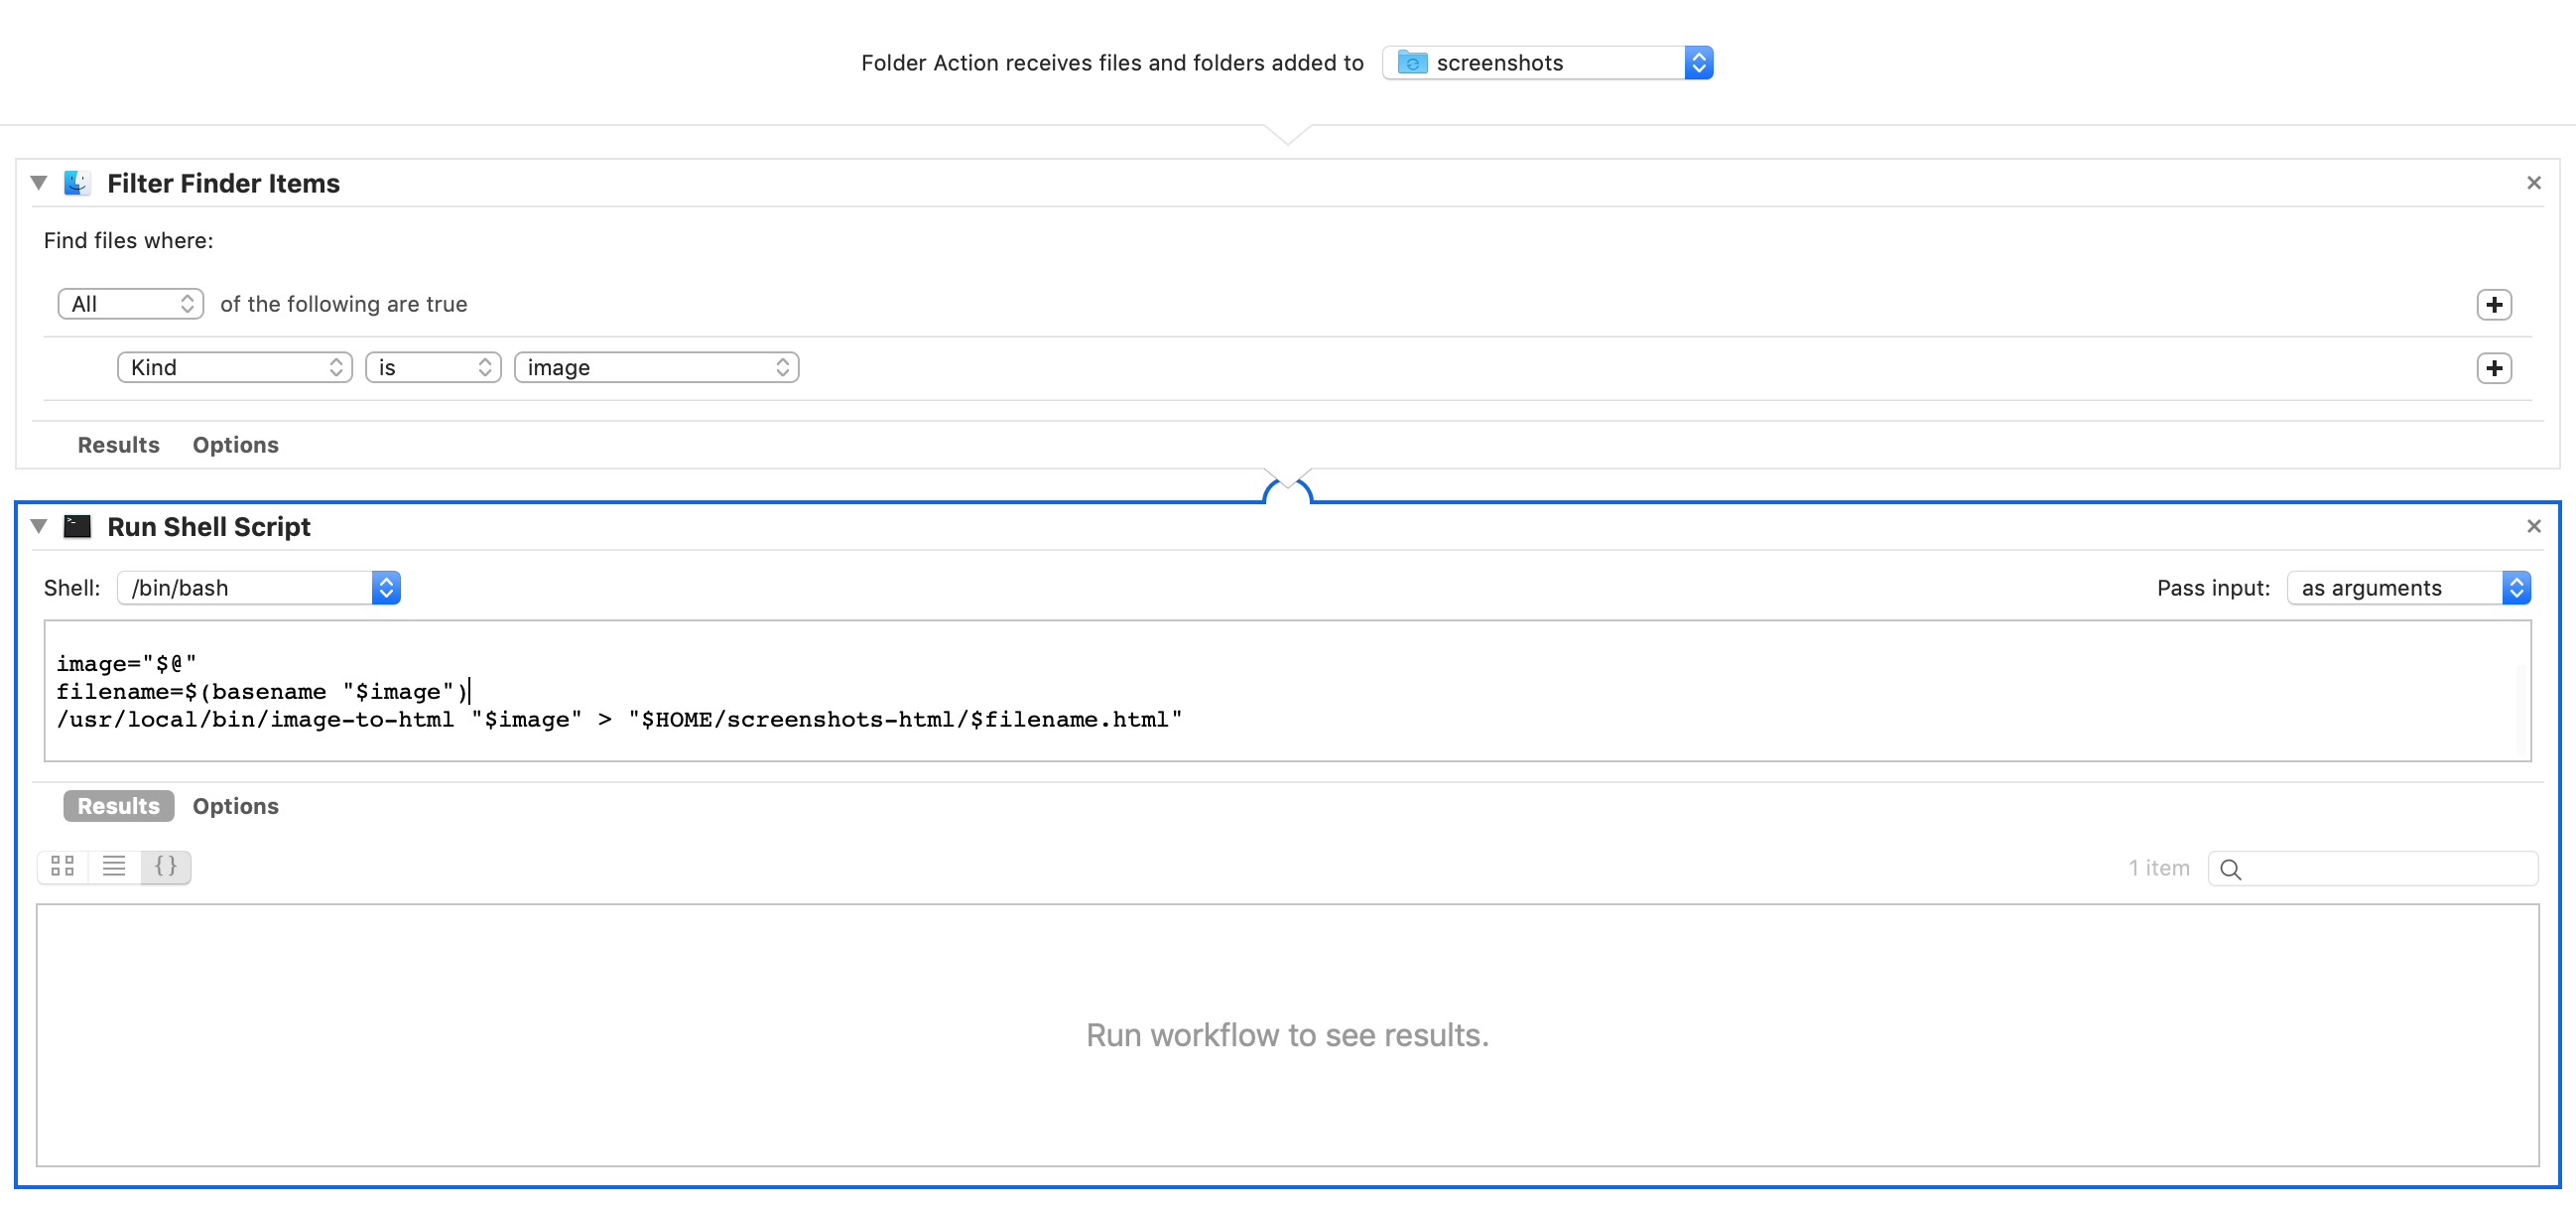 Folder Action receives files and folders added to screenshots
Filter Finder Items
Find files where:
All of the following are true
Kind is image
Results Options
Run Shell Script
Shell: /bin/bash Pass input: as arguments
image="$@"
filename=$(basename "$image")
/usr/local/bin/image-to-html "$image" > "$HOME/screenshots-html/$filename.html"
Results Options
{} 1 item
Run workflow to see results.